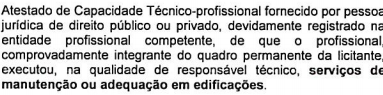 Atestado de Capacidade Técnico-profissional fornecido por pessoa
jurídica de direito público ou privado, devidamente registrado na
entidade profissional competente, de que o profissional,
comprovadamente integrante do quadro permanente da licitante,
executou, na qualidade de responsável técnico, serviços de
manutenção ou adequação em edificações.